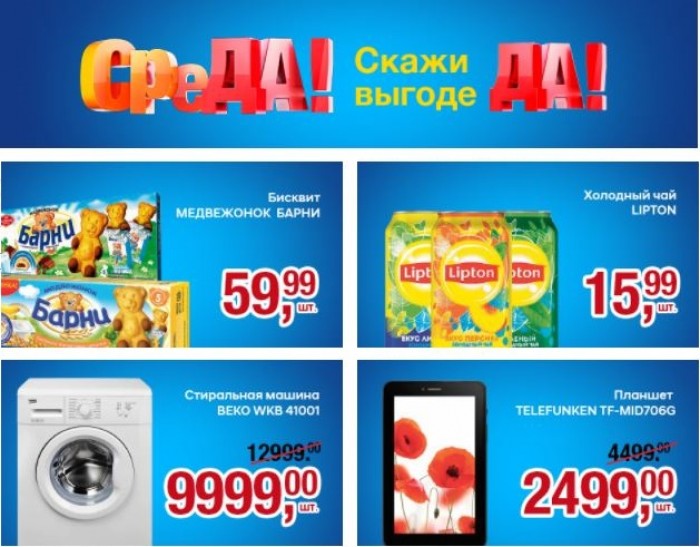 СреДА! Скажи
выгоде ДА!
Бисквит
МЕДВЕЖОНОК БАРНИ
Барни
Барни
59,99
шт.
Холодный чай
LIPTON
Lipton
Lipton
Lipton
ВКУС ПЕРСИК
15,99
шт.
Стиральная машина
BEKO WKB 41001
12999.00
9999,00
шт.
Планшет
TELEFUNKEN TF-MID706G
4499.00
2499,00
шт.